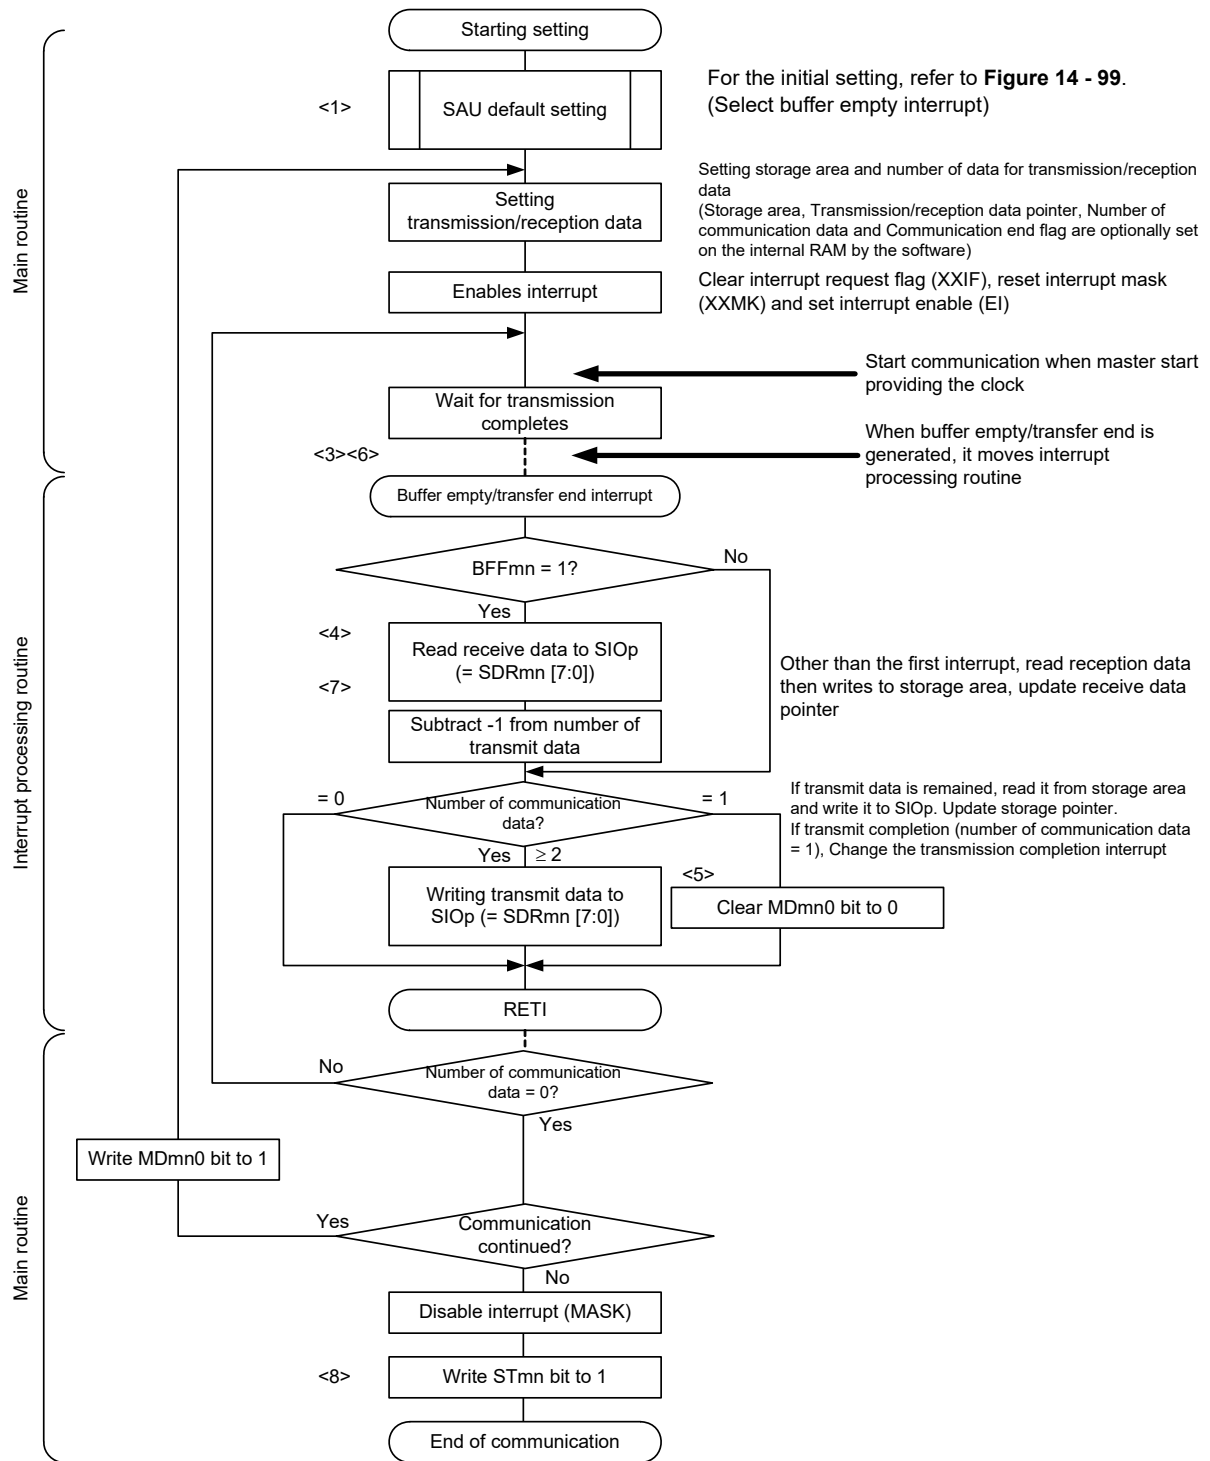 Starting setting
For the initial setting, refer to Figure 14 - 99.
(Select buffer empty interrupt)
<1>
SAU default setting
Main routine
Setting storage area and number of data for transmission/reception
data
(Storage area, Transmission/reception data pointer, Number of
communication data and Communication end flag are optionally set
on the internal RAM by the software)
Setting
transmission/reception data
Enables interrupt
Clear interrupt request flag (XXIF), reset interrupt mask
(XXMK) and set interrupt enable (EI)
Start communication when master start
providing the clock
Wait for transmission
completes
When buffer empty/transfer end is
generated, it moves interrupt
processing routine
<3><6>
Buffer empty/transfer end interrupt
Interrupt processing routine
BFFmn = 1?
No
Yes
<4>
Read receive data to SIOp
(= SDRmn [7:0])
<7>
Other than the first interrupt, read reception data
then writes to storage area, update receive data
pointer
Subtract -1 from number of
transmit data
= 0
Number of communication
data?
= 1
If transmit data is remained, read it from storage area
and write it to SIOp. Update storage pointer.
If transmit completion (number of communication data
= 1), Change the transmission completion interrupt
Yes ≥ 2
<5>
Writing transmit data to
SIOp (= SDRmn [7:0])
Clear MDmn0 bit to 0
RETI
Main routine
No
Number of communication
data = 0?
Yes
Write MDmn0 bit to 1
Yes
Communication
continued?
No
Disable interrupt (MASK)
<8>
Write STmn bit to 1
End of communication